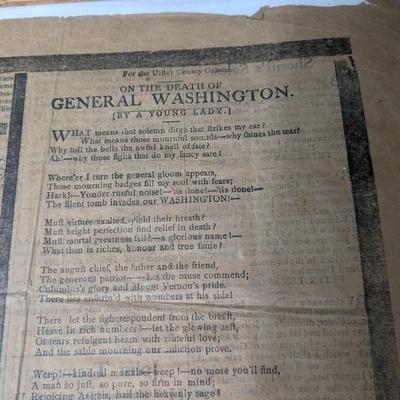 For the Ulster County Gazette.
ON THE DEATH OF
GENERAL WASHINGTON.
[BY A YOUNG LADY.]
WHAT means that solemn dirge that ſtrikes my ear?
What means those mournful sounds—why ſhines the tear?
Why toll the bells the awful knell of fate?
Ah!—why those ſighs that do my fancy sate!
Where'er I turn the general gloom appears,
Those mourning badges fill my soul with fears;
Hark!—Yonder rueful noise!—'tis done!—'tis done!—
The silent tomb invades our WASHINGTON!—
Muſt virtues exalted, yield their breath?
Muſt bright perfection find relief in death?
Muſt mortal greatness fall?—a glorious name!—
What then is riches, honour and true fame?
The auguſt chief, the father and the friend,
The generous patriot—Let the muse commend;
Columbia's glory and Mount Vernon's pride.
There lies enſhrin'd with numbers at his side!
There let the ſigh respondent from the breaſt,
Heave in rich numbers!—let the glowing zeſt,
Of tears refulgent beam with grateful love;
And the sable mourning our affliction prove.
Weep!—kindred mortals—weep!—no more you'll find,
A man so juſt, so pure, so firm in mind;
Rejoicing Angels, hail the heavenly sage!